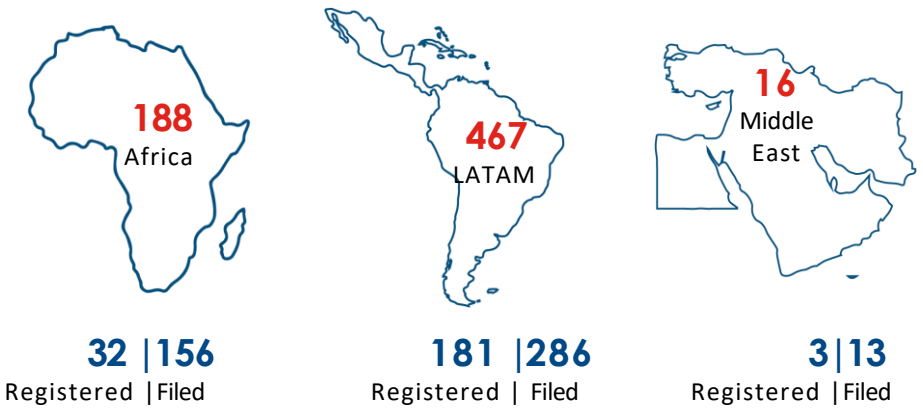 188
Africa
467
LATAM
16
Middle
East
32 |156
Registered |Filed
181 |286
Registered | Filed
3|13
Registered |Filed